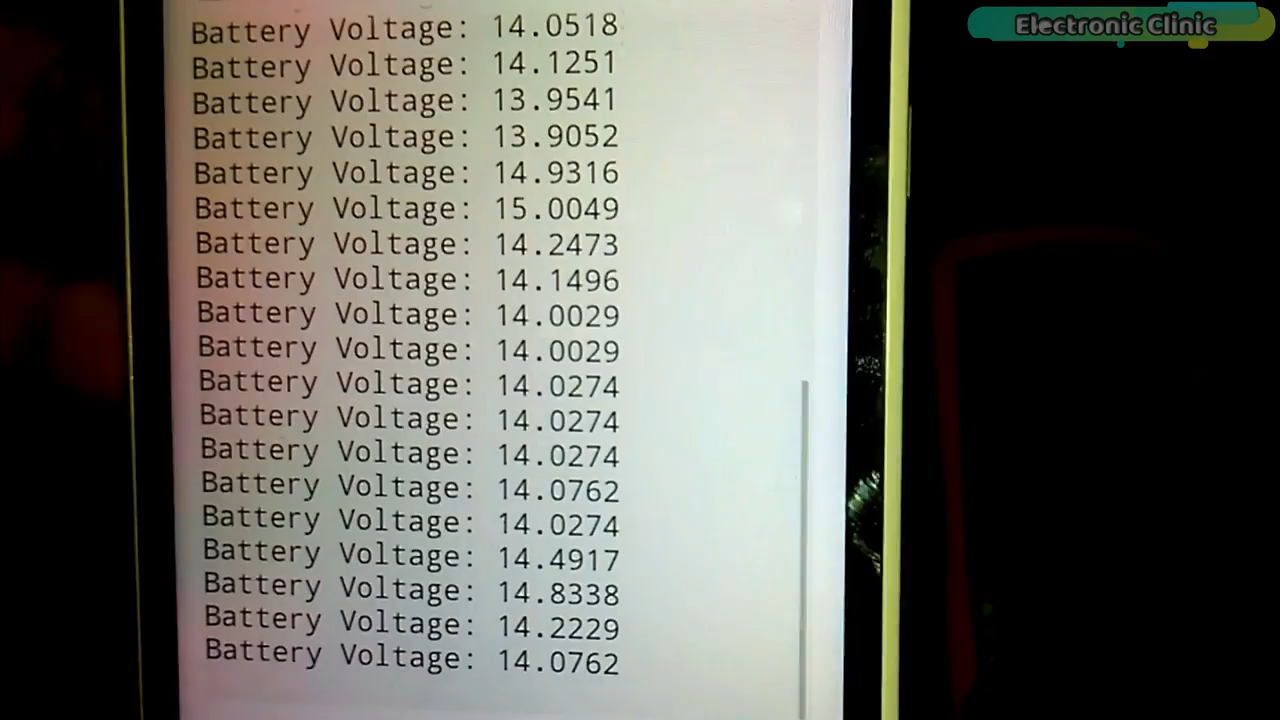 Electronic Clinic
Battery Voltage: 14.0518
Battery Voltage: 14.1251
Battery Voltage: 13.9541
Battery Voltage: 13.9052
Battery Voltage: 14.9316
Battery Voltage: 15.0049
Battery Voltage: 14.2473
Battery Voltage: 14.1496
Battery Voltage: 14.0029
Battery Voltage: 14.0029
Battery Voltage: 14.0274
Battery Voltage: 14.0274
Battery Voltage: 14.0274
Battery Voltage: 14.0762
Battery Voltage: 14.0274
Battery Voltage: 14.4917
Battery Voltage: 14.8338
Battery Voltage: 14.2229
Battery Voltage: 14.0762